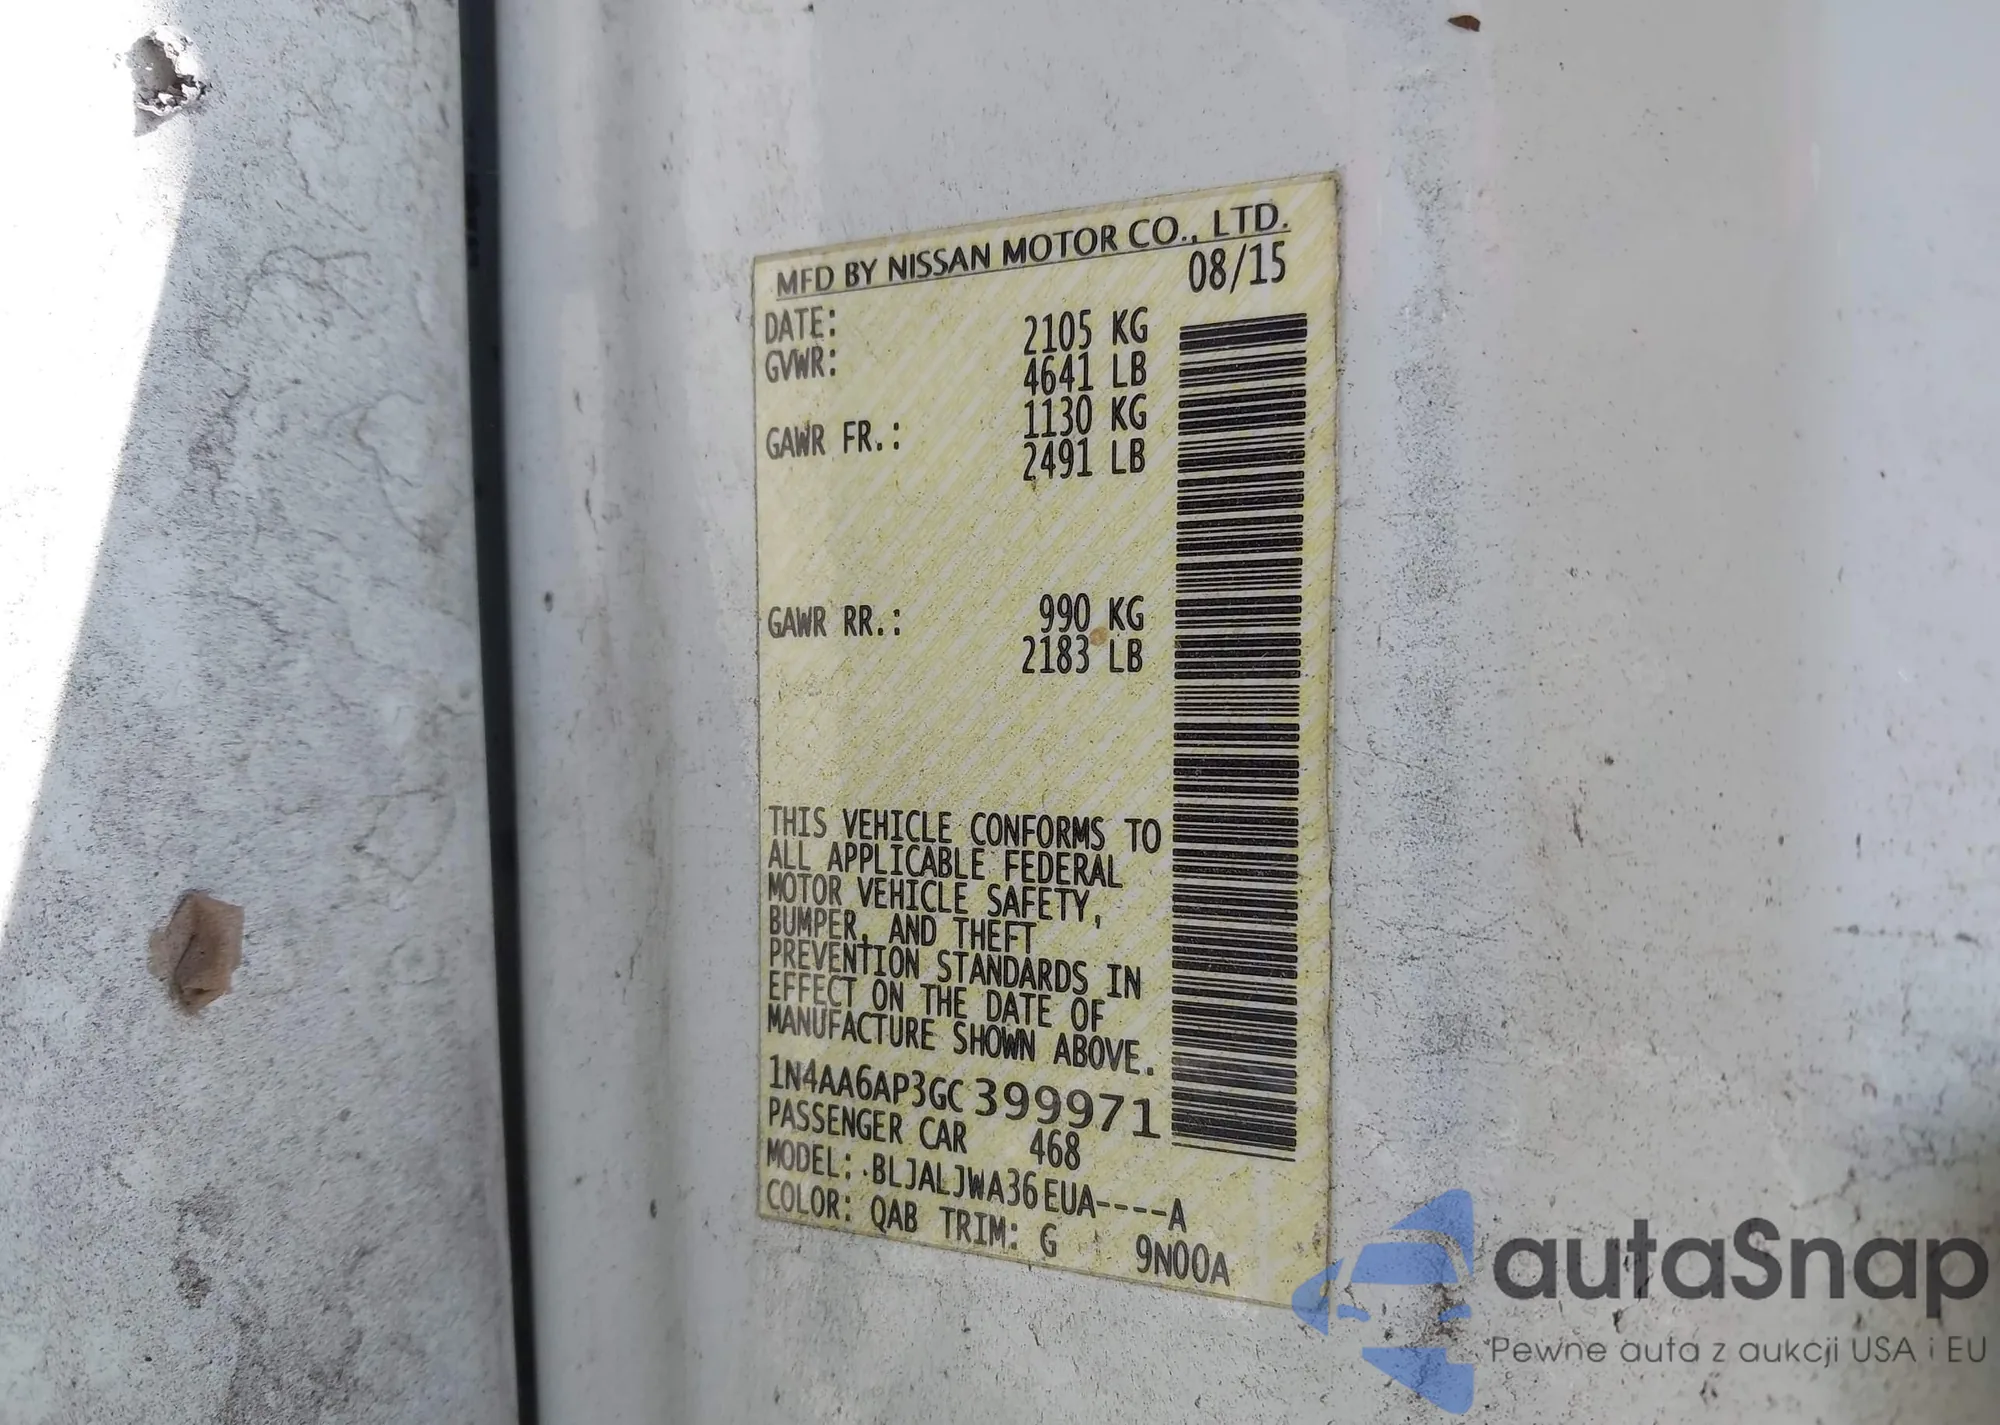 MFD BY NISSAN MOTOR CO., LTD.
DATE: 08/15
GVWR: 2105 KG
4641 LB
GAWR FR.: 1130 KG
2491 LB
GAWR RR.: 990 KG
2183 LB
THIS VEHICLE CONFORMS TO
ALL APPLICABLE FEDERAL
MOTOR VEHICLE SAFETY,
BUMPER, AND THEFT
PREVENTION STANDARDS IN
EFFECT ON THE DATE OF
MANUFACTURE SHOWN ABOVE.
1N4AA6AP3GC399971
PASSENGER CAR 468
MODEL: BLJALJWA36EUA----A
COLOR: QAB TRIM: G 9N00A
autaSnap
Pewne auta z aukcji USA i EU